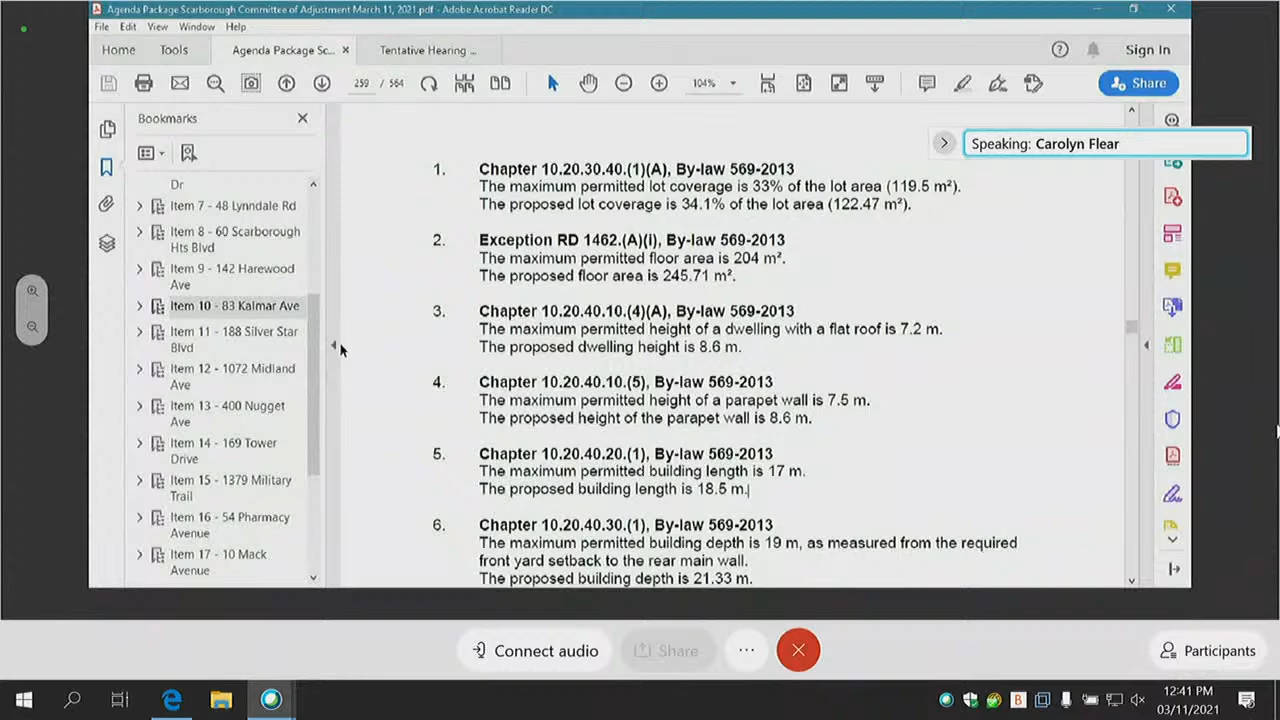 Agenda Package Scarborough Committee of Adjustment March 11, 2021.pdf - Adobe Acrobat Reader DC
File Edit View Window Help
Home Tools Agenda Package Sc... × Tentative Hearing ... Sign In
259 / 564 104% Share
Bookmarks
Speaking: Carolyn Flear
Dr
Item 7 - 48 Lynndale Rd
Item 8 - 60 Scarborough
Hts Blvd
Item 9 - 142 Harewood
Ave
Item 10 - 83 Kalmar Ave
Item 11 - 188 Silver Star
Blvd
Item 12 - 1072 Midland
Ave
Item 13 - 400 Nugget
Ave
Item 14 - 169 Tower
Drive
Item 15 - 1379 Military
Trail
Item 16 - 54 Pharmacy
Avenue
Item 17 - 10 Mack
Avenue
1. Chapter 10.20.30.40.(1)(A), By-law 569-2013
The maximum permitted lot coverage is 33% of the lot area (119.5 m²).
The proposed lot coverage is 34.1% of the lot area (122.47 m²).
2. Exception RD 1462.(A)(i), By-law 569-2013
The maximum permitted floor area is 204 m².
The proposed floor area is 245.71 m².
3. Chapter 10.20.40.10.(4)(A), By-law 569-2013
The maximum permitted height of a dwelling with a flat roof is 7.2 m.
The proposed dwelling height is 8.6 m.
4. Chapter 10.20.40.10.(5), By-law 569-2013
The maximum permitted height of a parapet wall is 7.5 m.
The proposed height of the parapet wall is 8.6 m.
5. Chapter 10.20.40.20.(1), By-law 569-2013
The maximum permitted building length is 17 m.
The proposed building length is 18.5 m.
6. Chapter 10.20.40.30.(1), By-law 569-2013
The maximum permitted building depth is 19 m, as measured from the required
front yard setback to the rear main wall.
The proposed building depth is 21.33 m.
Connect audio Share ... Participants
12:41 PM
03/11/2021